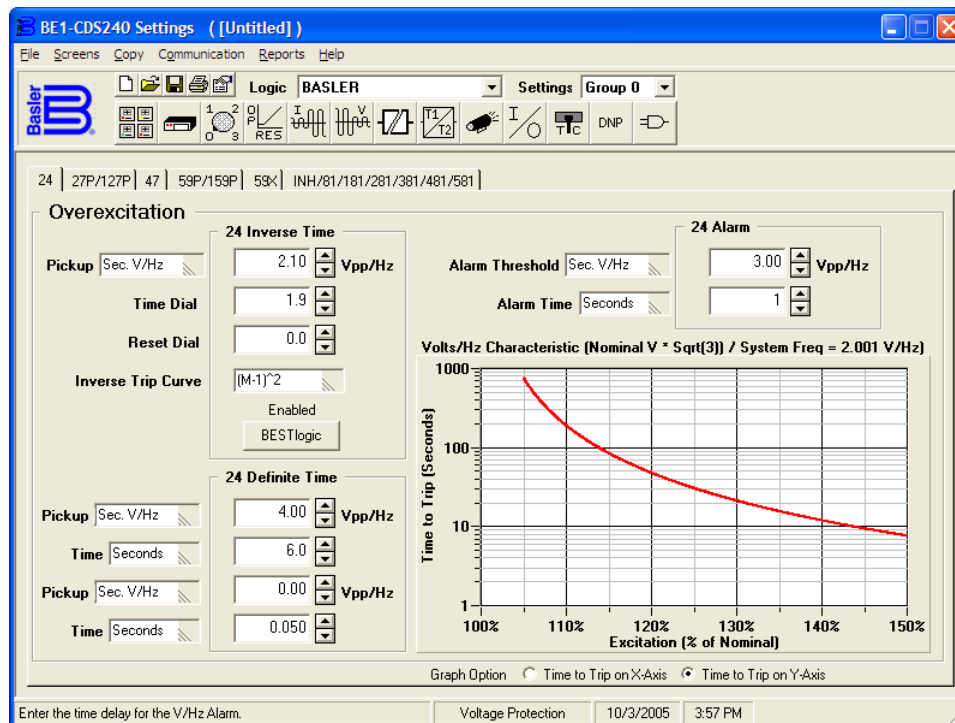 BE1-CDS240 Settings ( [Untitled] )
File Screens Copy Communication Reports Help
Basler
Logic BASLER Settings Group 0
1 2 0 3
O P RES
I
V
T1 T2
I/O
T C
DNP
24 27P/127P 47 59P/159P 59X INH/81/181/281/381/481/581
Overexcitation
24 Inverse Time
Pickup Sec. V/Hz 2.10 Vpp/Hz
Time Dial 1.9
Reset Dial 0.0
Inverse Trip Curve (M-1)^2
Enabled
BESTlogic
24 Definite Time
Pickup Sec. V/Hz 4.00 Vpp/Hz
Time Seconds 6.0
Pickup Sec. V/Hz 0.00 Vpp/Hz
Time Seconds 0.050
24 Alarm
Alarm Threshold Sec. V/Hz 3.00 Vpp/Hz
Alarm Time Seconds 1
Volts/Hz Characteristic (Nominal V * Sqrt(3)) / System Freq = 2.001 V/Hz)
Time to Trip (Seconds)
1000
100
10
1
100% 110% 120% 130% 140% 150%
Excitation (% of Nominal)
Graph Option Time to Trip on X-Axis Time to Trip on Y-Axis
Enter the time delay for the V/Hz Alarm. Voltage Protection 10/3/2005 3:57 PM